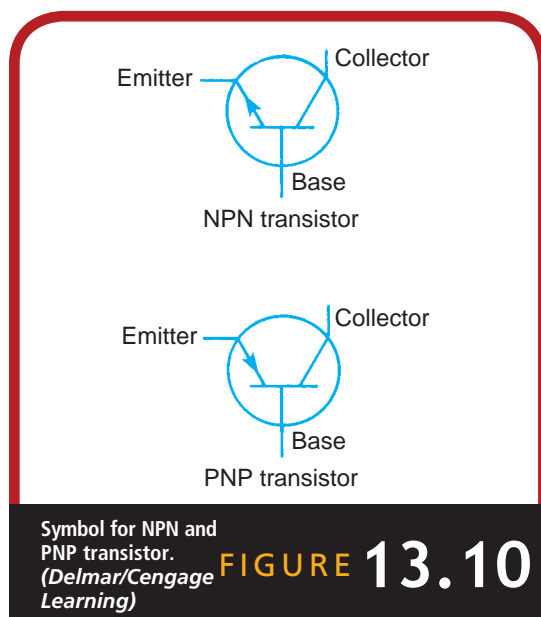 Emitter
Collector
Base
NPN transistor
Emitter
Collector
Base
PNP transistor
Symbol for NPN and
PNP transistor.
(Delmar/Cengage
Learning)
FIGURE 13.10